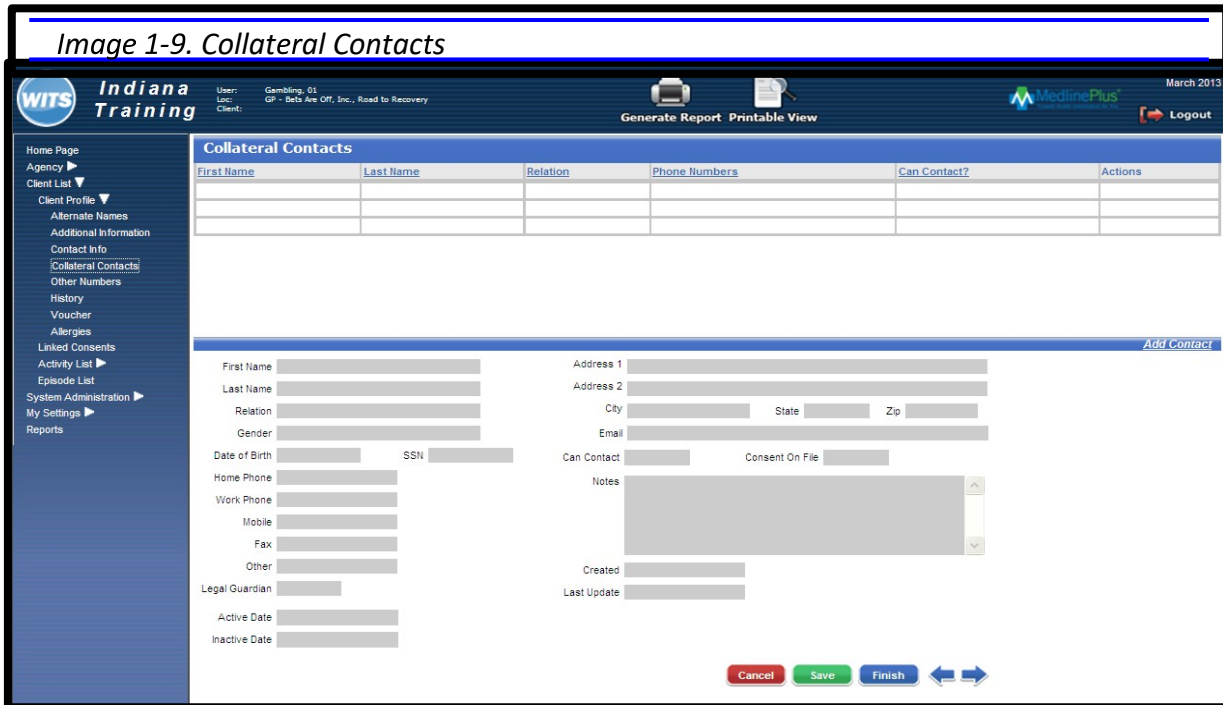 Image 1-9. Collateral Contacts
WITS
Indiana
Training
User: Gambling, 01
Loc: GP - Bets Are Off, Inc., Road to Recovery
Client:
Generate Report Printable View
MedlinePlus
March 2013
Logout
Home Page
Agency
Client List
Client Profile
Alternate Names
Additional Information
Contact Info
Collateral Contacts
Other Numbers
History
Voucher
Allergies
Linked Consents
Activity List
Episode List
System Administration
My Settings
Reports
Collateral Contacts
First Name Last Name Relation Phone Numbers Can Contact? Actions
Add Contact
First Name
Last Name
Relation
Gender
Date of Birth SSN
Home Phone
Work Phone
Mobile
Fax
Other
Legal Guardian
Active Date
Inactive Date
Address 1
Address 2
City State Zip
Email
Can Contact Consent On File
Notes
Created
Last Update
Cancel Save Finish